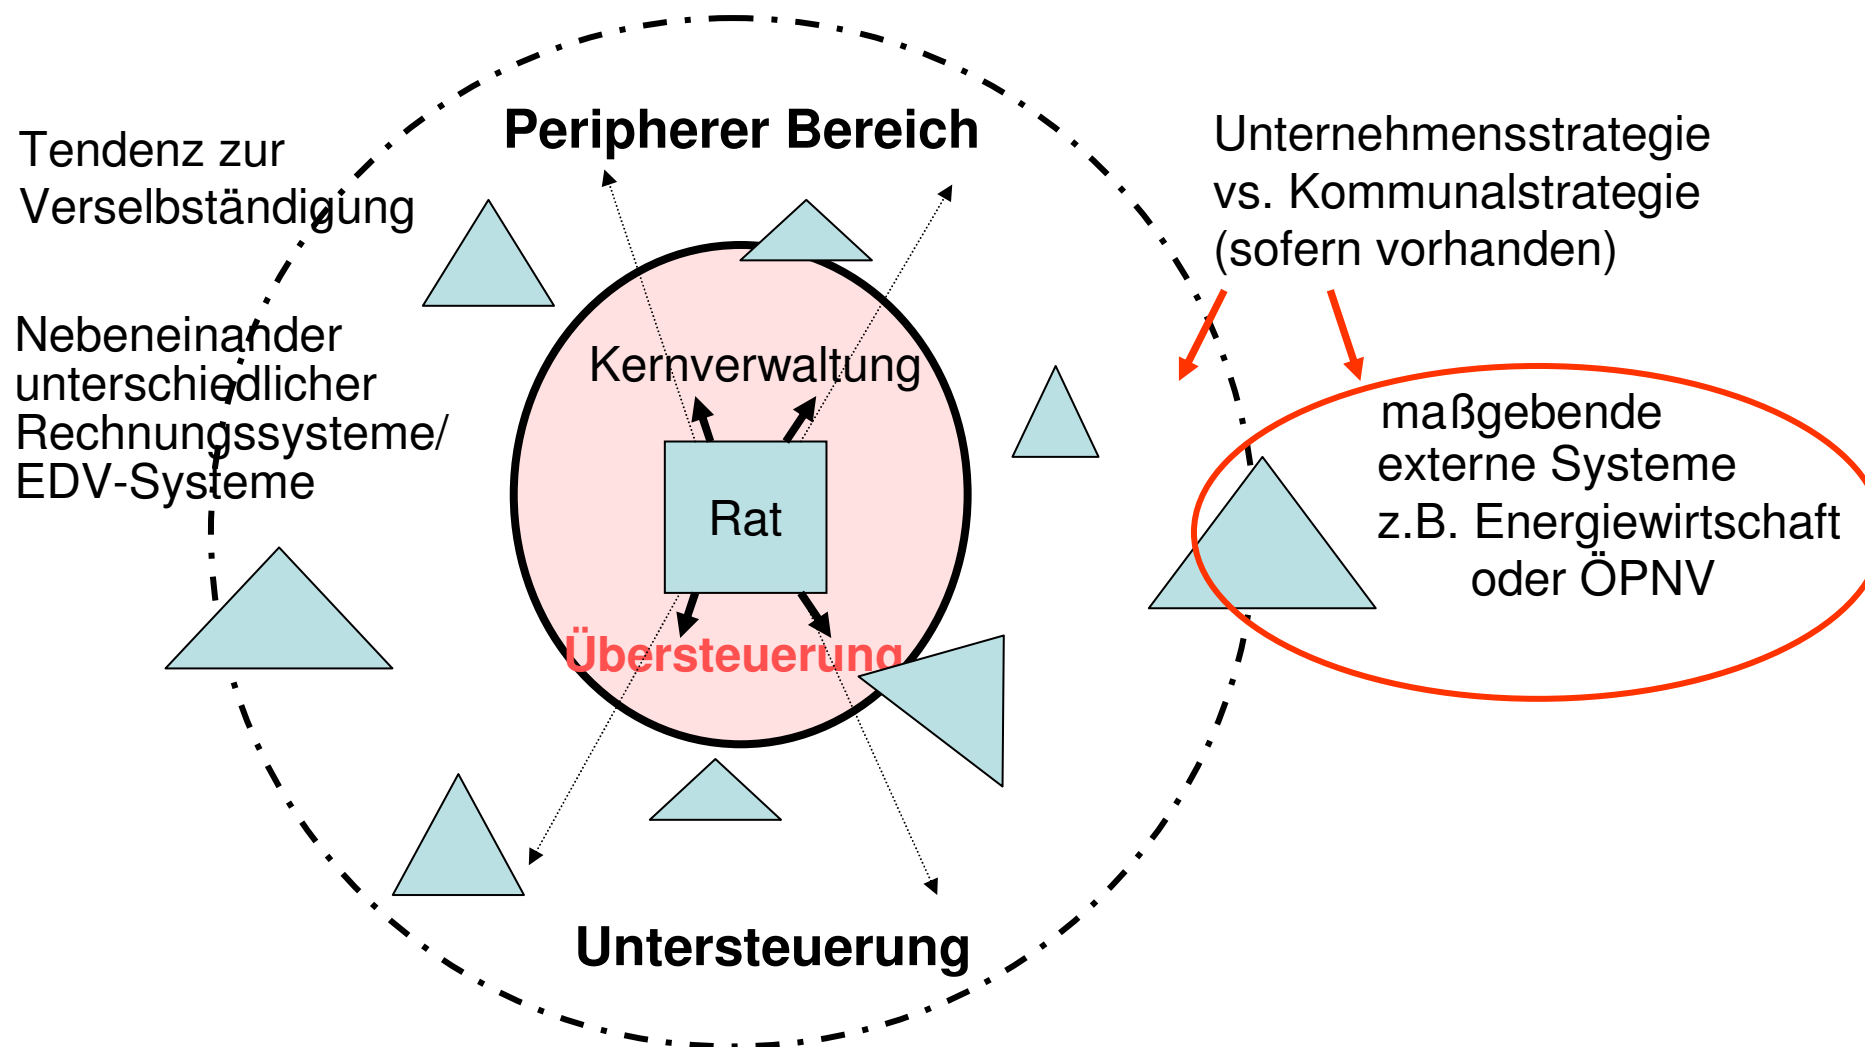 Peripherer Bereich
Tendenz zur
Verselbständigung
Unternehmensstrategie
vs. Kommunalstrategie
(sofern vorhanden)
Nebeneinander
unterschiedlicher
Rechnungssysteme/
EDV-Systeme
Kernverwaltung
Rat
Übersteuerung
maßgebende
externe Systeme
z.B. Energiewirtschaft
oder ÖPNV
Untersteuerung